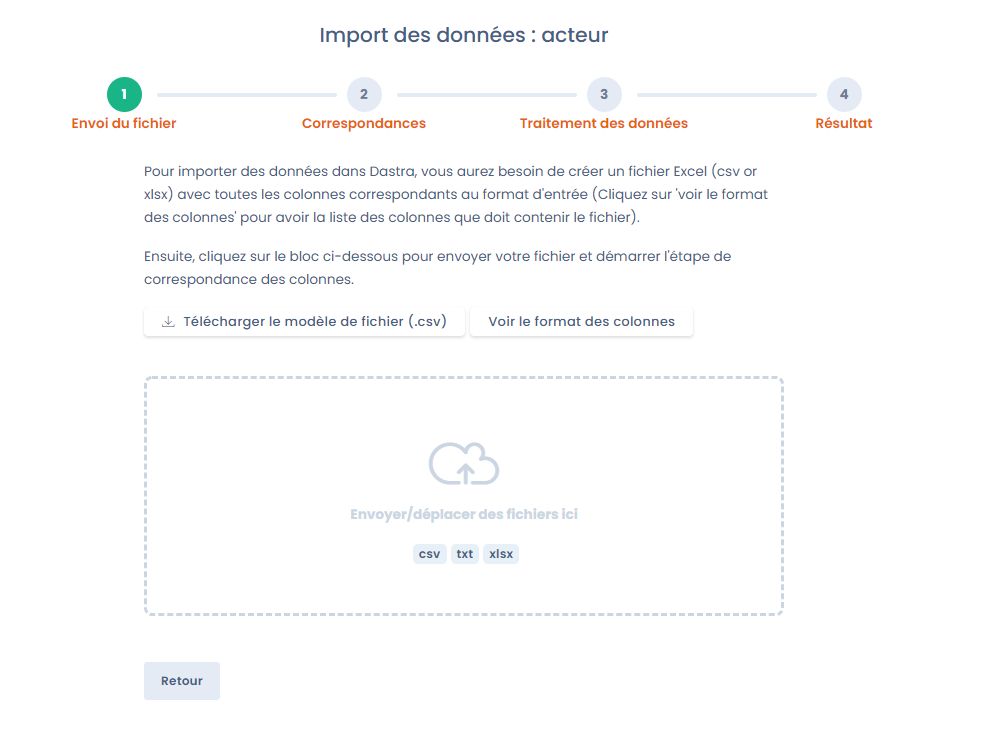 Import des données : acteur
1
2
3
4
Envoi du fichier
Correspondances
Traitement des données
Résultat
Pour importer des données dans Dastra, vous aurez besoin de créer un fichier Excel (csv or
xlsx) avec toutes les colonnes correspondants au format d'entrée (Cliquez sur 'voir le format
des colonnes' pour avoir la liste des colonnes que doit contenir le fichier).
Ensuite, cliquez sur le bloc ci-dessous pour envoyer votre fichier et démarrer l'étape de
correspondance des colonnes.
Télécharger le modèle de fichier (.csv)
Voir le format des colonnes
Envoyer/déplacer des fichiers ici
csv
txt
xlsx
Retour